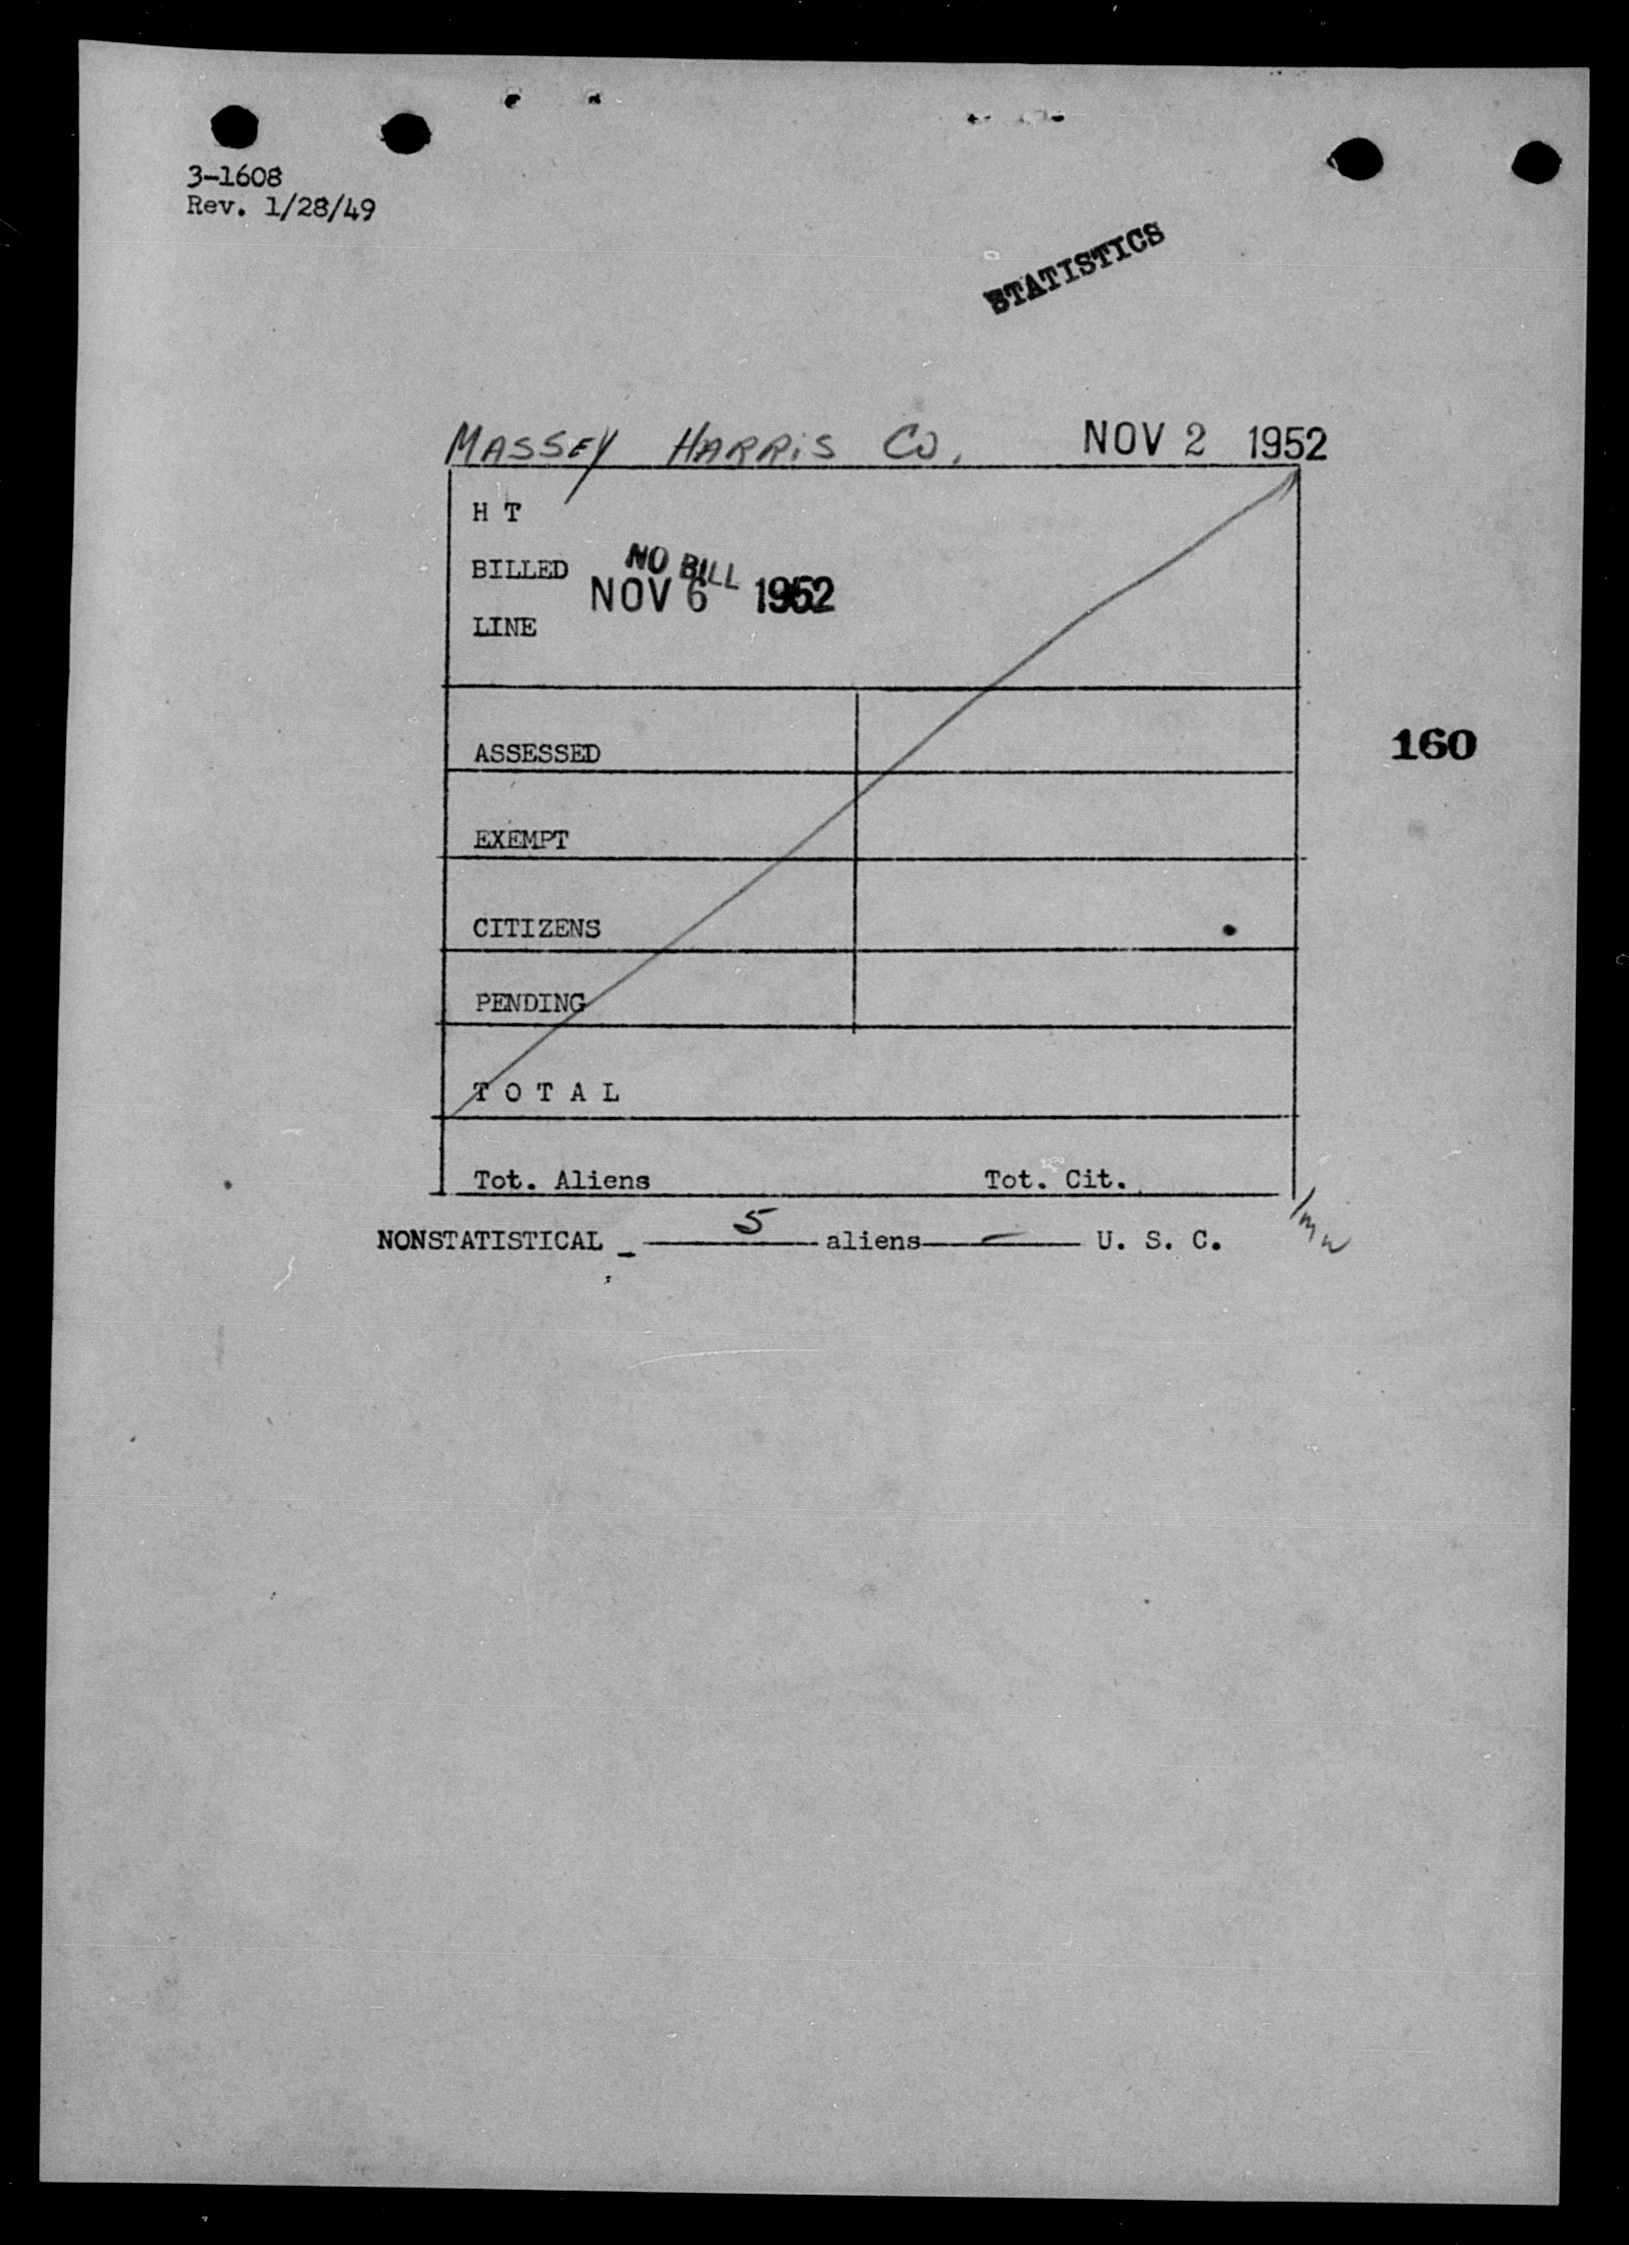 3-1608
Rev. 1/28/49
STATISTICS
MASSEY HARRIS CO. NOV 2 1952
H T
NO BILL
BILLED
NOV 6 1952
LINE
ASSESSED
160
EXEMPT
CITIZENS
PENDING
T O T A L
Tot. Aliens Tot. Cit.
NONSTATISTICAL - 5 aliens — U. S. C.